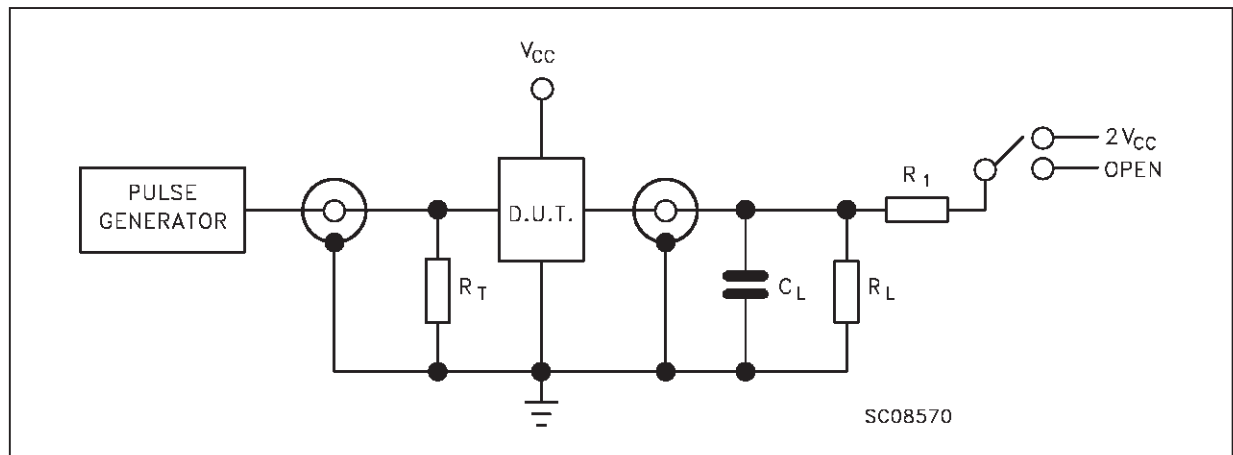 VCC
PULSE
GENERATOR
D.U.T.
RT
CL
RL
R1
2VCC
OPEN
SC08570